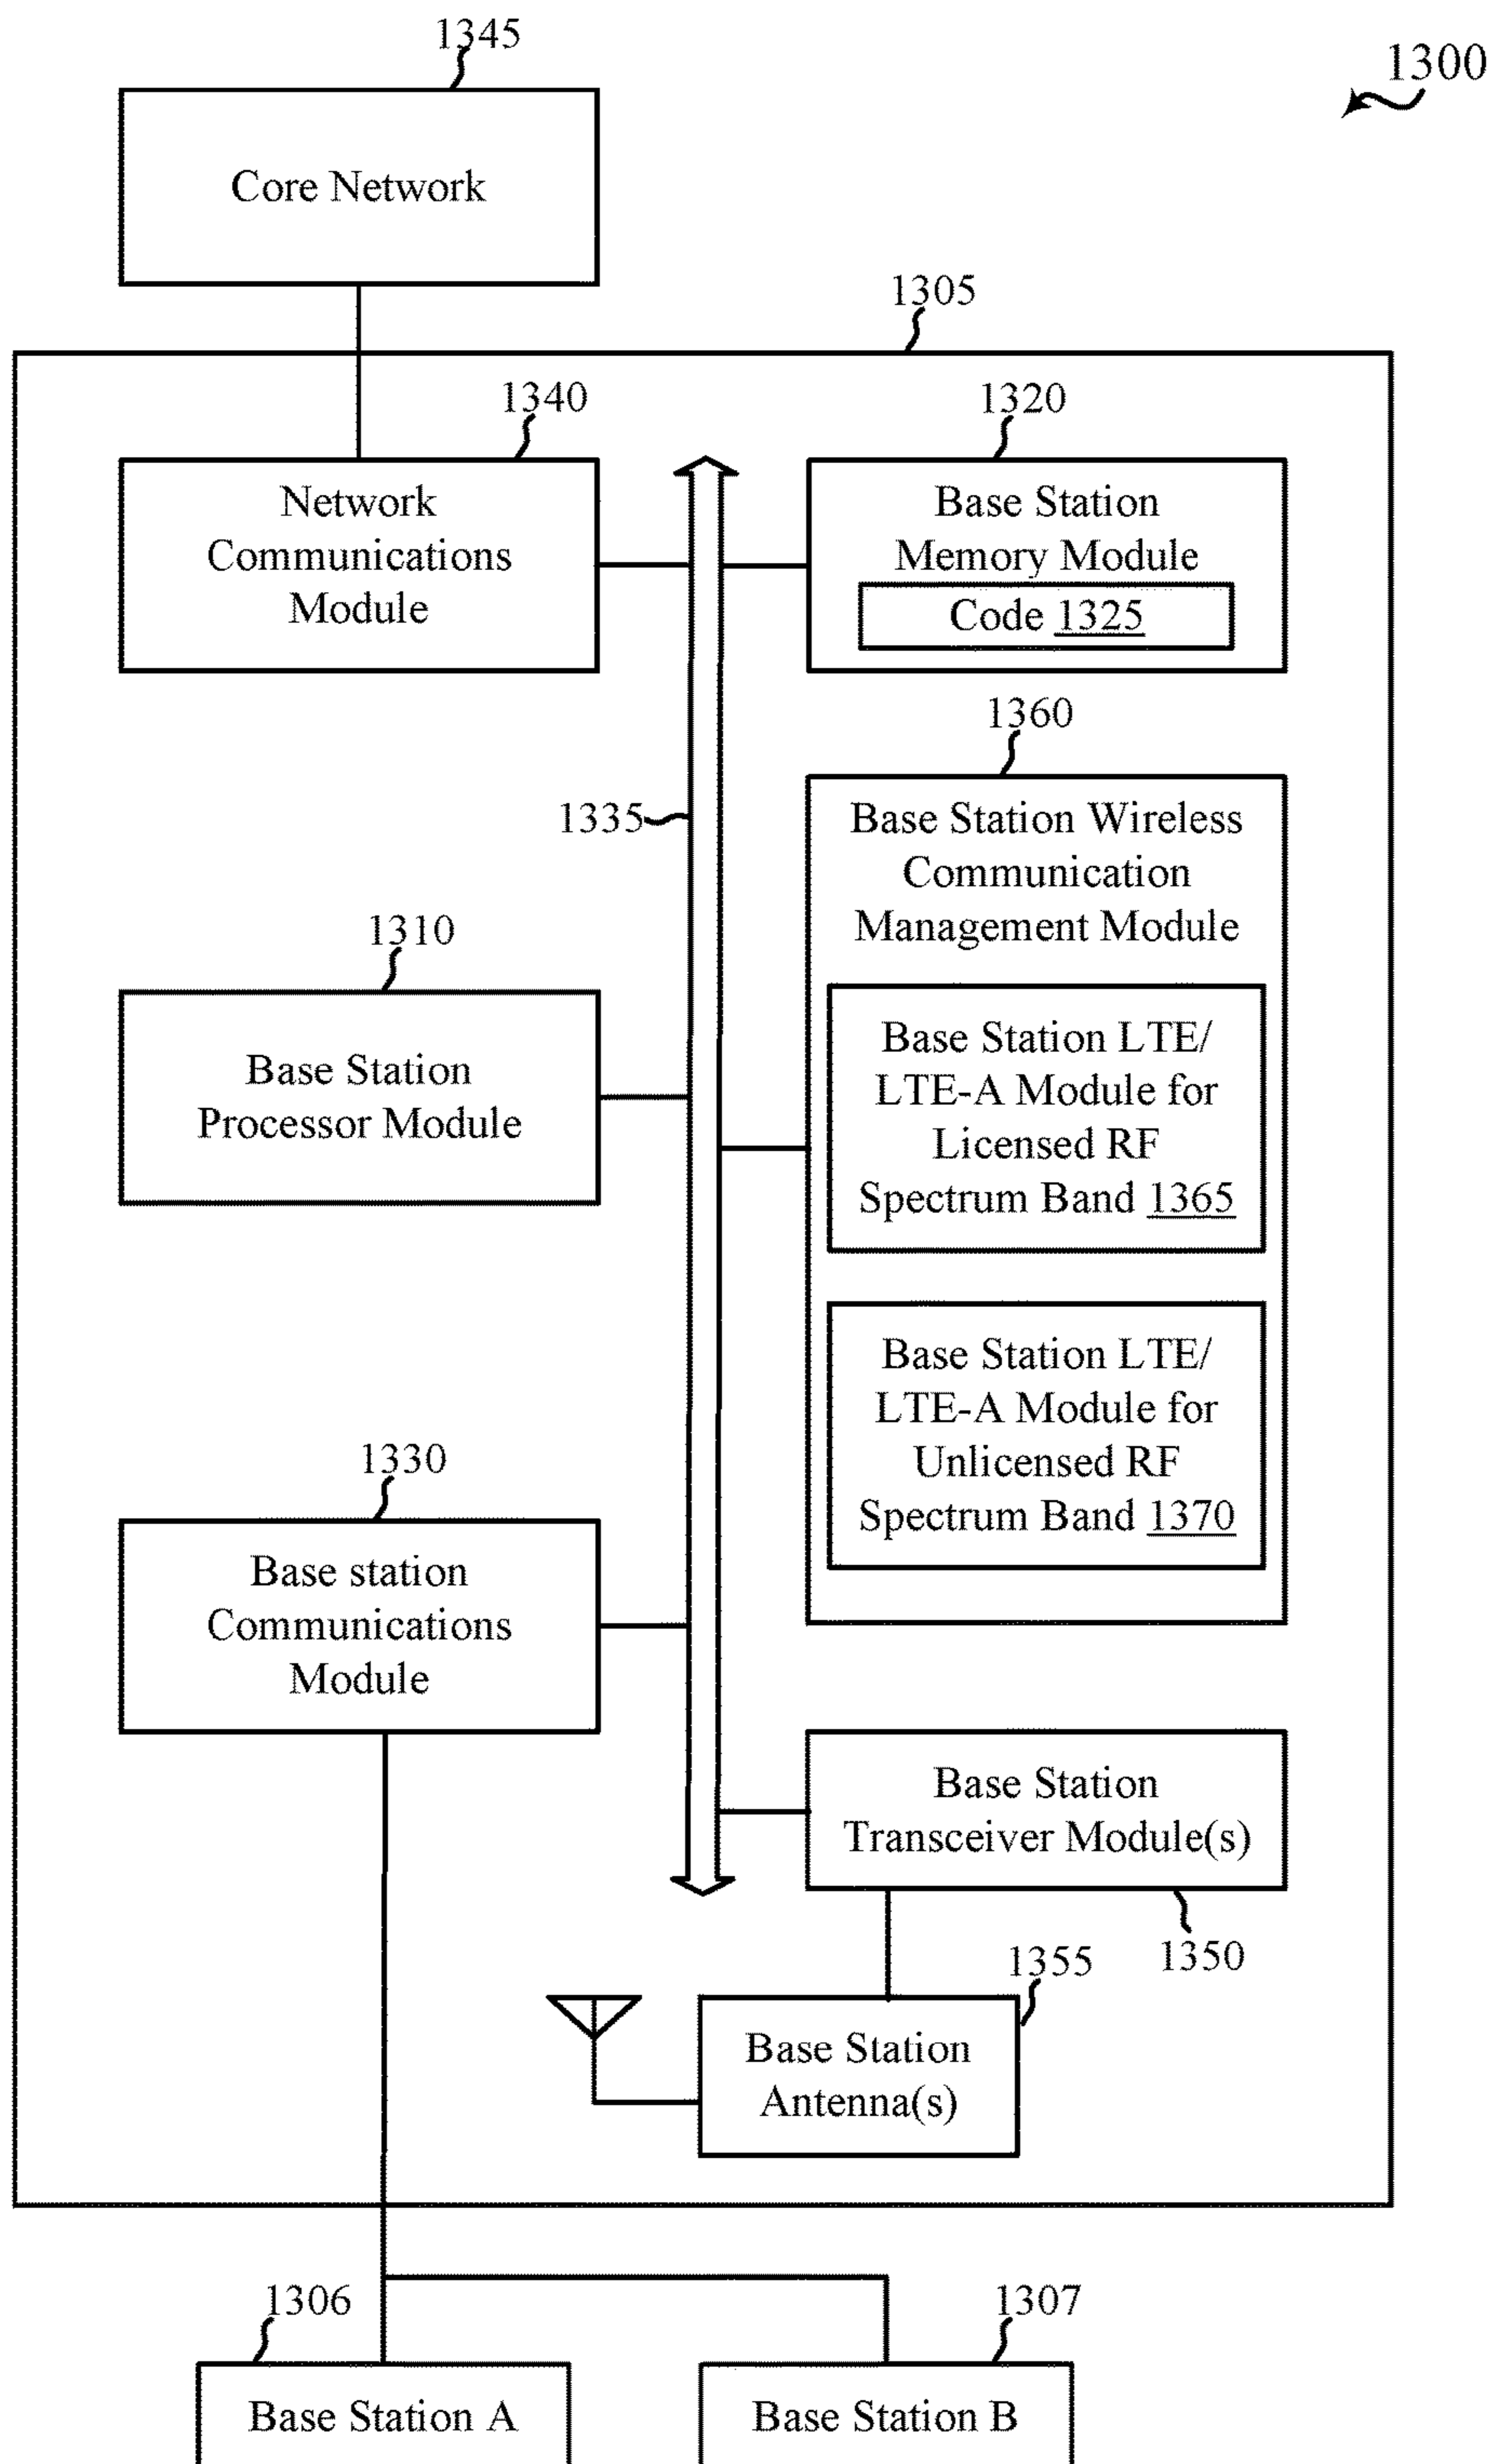 1345
1300
Core Network
1305
1340
1320
Network
Communications
Module
Base Station
Memory Module
Code 1325
1360
1335
Base Station Wireless
Communication
Management Module
1310
Base Station
Processor Module
Base Station LTE/
LTE-A Module for
Licensed RF
Spectrum Band 1365
Base Station LTE/
LTE-A Module for
Unlicensed RF
Spectrum Band 1370
1330
Base station
Communications
Module
Base Station
Transceiver Module(s)
1350
1355
Base Station
Antenna(s)
1306
1307
Base Station A
Base Station B